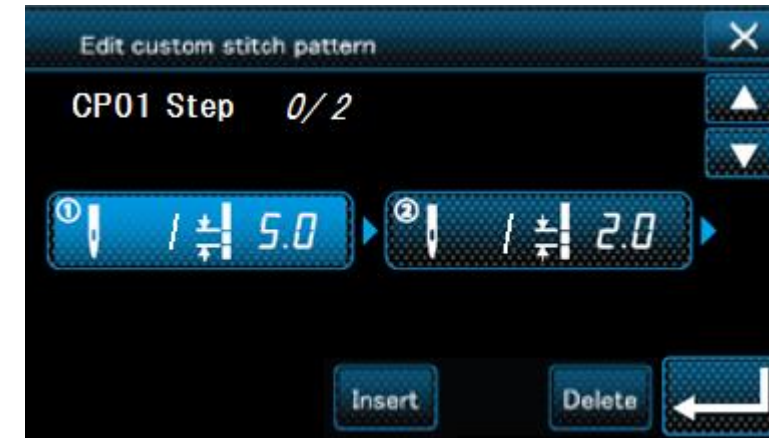 Edit custom stitch pattern
CP01 Step 0/2
① 1 5.0 ② 1 2.0
Insert Delete